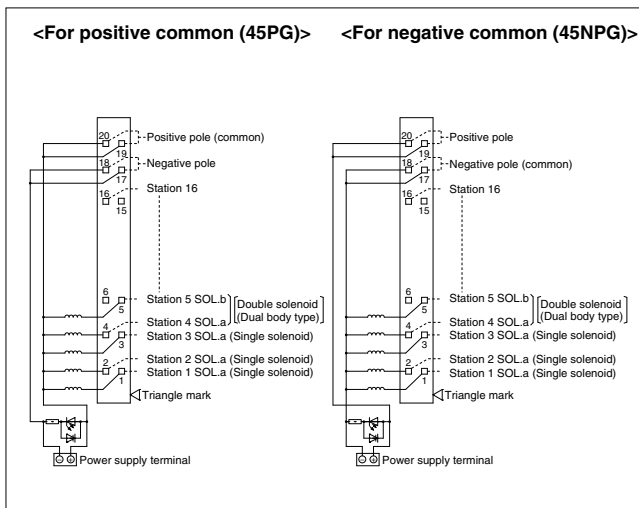 <For positive common (45PG)>
20
Positive pole (common)
19
18
Negative pole
17
Station 16
16
15
6
Station 5 SOL.b
5
Double solenoid
(Dual body type)
Station 4 SOL.a
4
Station 3 SOL.a (Single solenoid)
3
Station 2 SOL.a (Single solenoid)
2
Station 1 SOL.a (Single solenoid)
1
Triangle mark
Power supply terminal
<For negative common (45NPG)>
20
Positive pole
19
18
Negative pole (common)
17
Station 16
16
15
6
Station 5 SOL.b
5
Double solenoid
(Dual body type)
Station 4 SOL.a
4
Station 3 SOL.a (Single solenoid)
3
Station 2 SOL.a (Single solenoid)
2
Station 1 SOL.a (Single solenoid)
1
Triangle mark
Power supply terminal